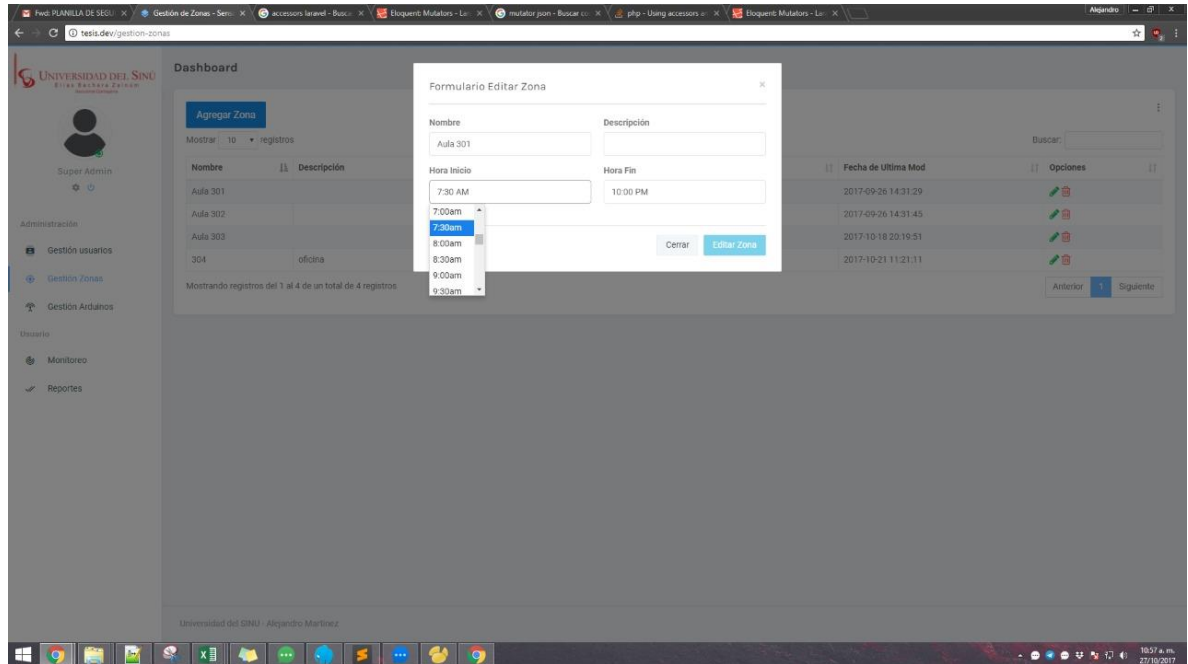 Fwd: PLANILLA DE SEGU
Gestión de Zonas - Sens
accessors laravel - Busca
Eloquent: Mutators - La
mutator json - Buscar co
php - Using accessors a
Eloquent: Mutators - La
Alejandro
tesis.dev/gestion-zonas
UNIVERSIDAD DEL SINÚ
Elías Bechara Zainúm
Dashboard
Formulario Editar Zona
Agregar Zona
Nombre
Descripción
Mostrar 10 registros
Aula 301
Buscar:
Super Admin
Nombre
Descripción
Hora Inicio
Hora Fin
Fecha de Ultima Mod
Opciones
Aula 301
7:30 AM
10:00 PM
2017-09-26 14:31:29
Aula 302
7:00am
2017-09-26 14:31:45
Administración
7:30am
Aula 303
2017-10-18 20:19:51
Gestión usuarios
8:00am
Cerrar
Editar Zona
304
oficina
8:30am
2017-10-21 11:21:11
Gestión Zonas
9:00am
Mostrando registros del 1 al 4 de un total de 4 registros
9:30am
Anterior
1
Siguiente
Gestión Arduinos
Usuario
Monitoreo
Reportes
Universidad del SINU - Alejandro Martinez
10:57 a. m.
27/10/2017